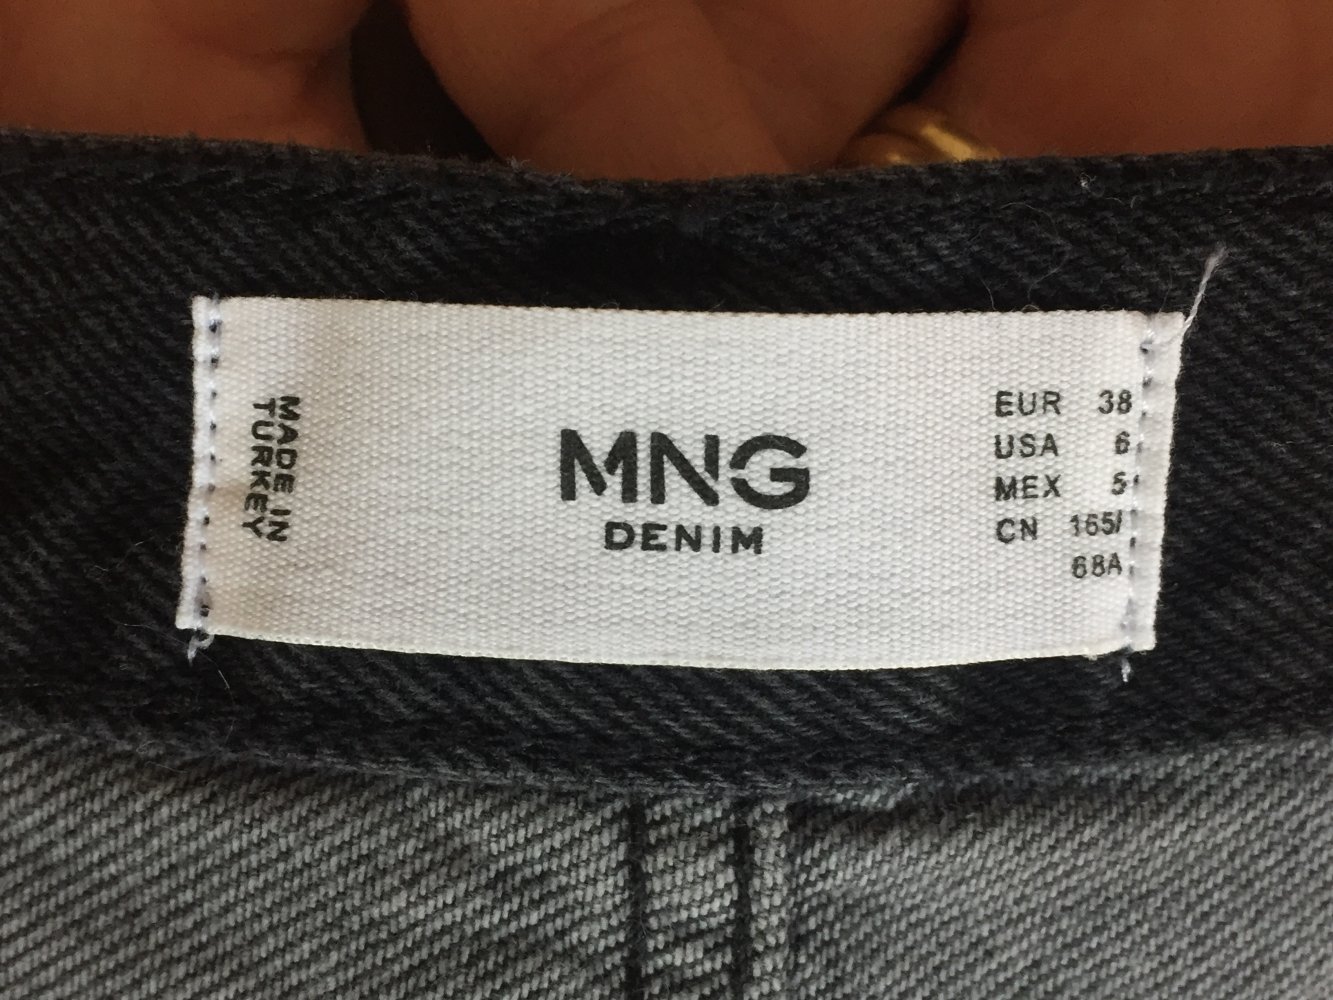 MADE IN
TURKEY
MNG
DENIM
EUR 38
USA 6
MEX 5
CN 165/
68A